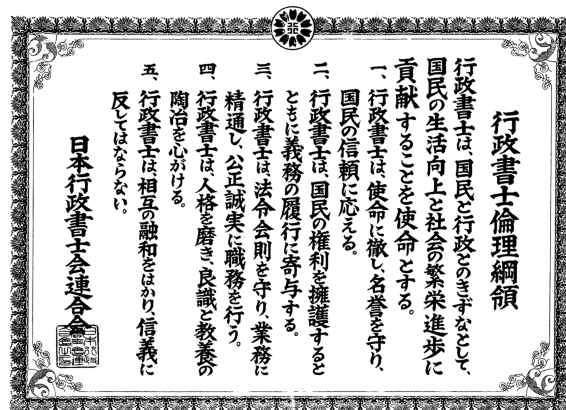 行政書士倫理綱領
行政書士は、国民と行政とのきずなとして、
国民の生活向上と社会の繁栄進歩に
貢献することを使命とする。
一、行政書士は、使命に徹し、名誉を守り、
国民の信頼に応える。
二、行政書士は、国民の権利を擁護すると
ともに義務の履行に寄与する。
三、行政書士は、法令会則を守り、業務に
精通し、公正誠実に職務を行う。
四、行政書士は、人格を磨き、良識と教養の
陶冶を心がける。
五、行政書士は、相互の融和をはかり、信義に
反してはならない。
日本行政書士会連合会